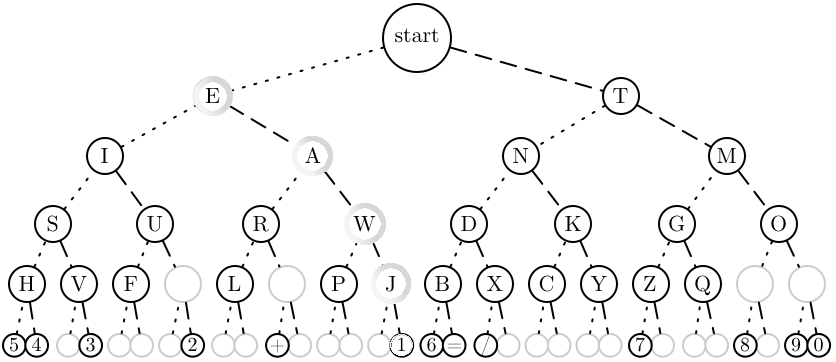 start
E T
I A N M
S U R W D K G O
H V F L P J B X C Y Z Q
5 4 3 2 + 1 6 = / 7 8 9 0